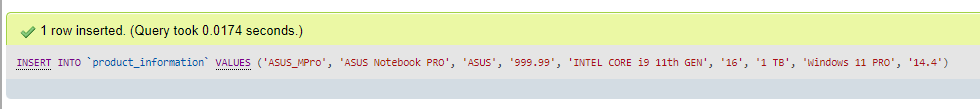 1 row inserted. (Query took 0.0174 seconds.)
INSERT INTO `product_information` VALUES ('ASUS_MPro', 'ASUS Notebook PRO', 'ASUS', '999.99', 'INTEL CORE i9 11th GEN', '16', '1 TB', 'Windows 11 PRO', '14.4')